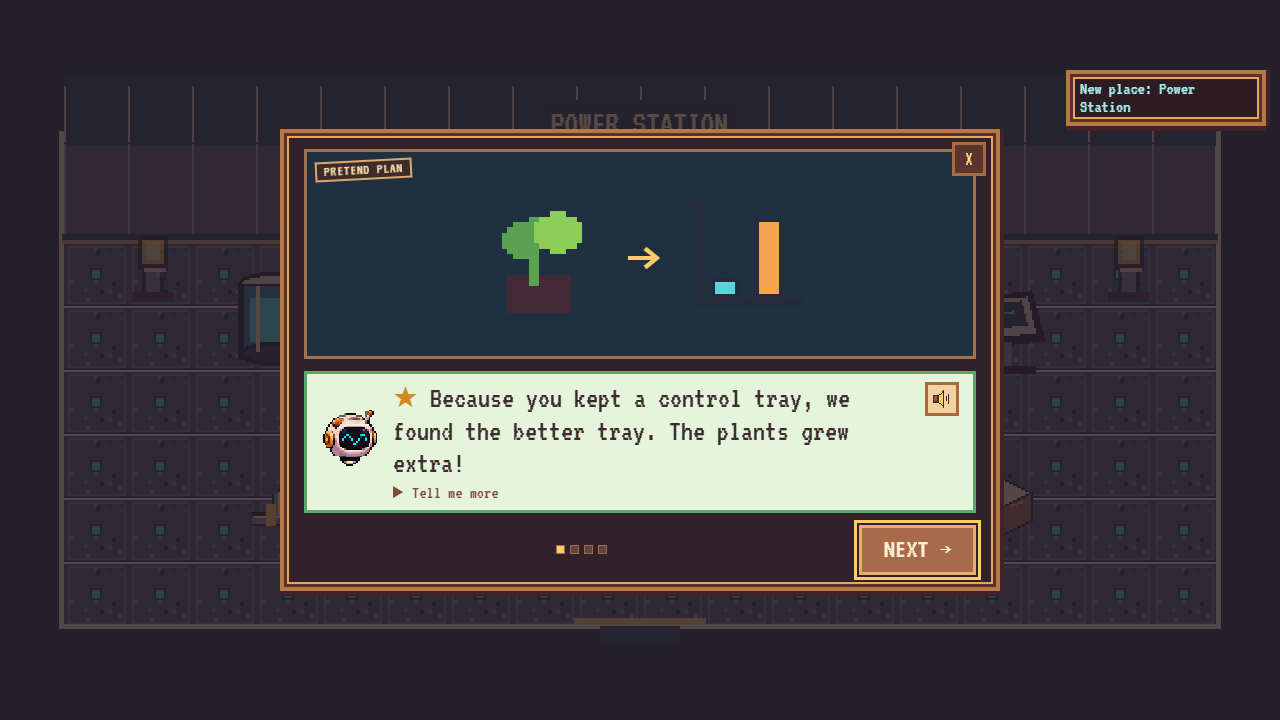 New place: Power
Station
POWER STATION
PRETEND PLAN
X
Because you kept a control tray, we
found the better tray. The plants grew
extra!
Tell me more
NEXT →